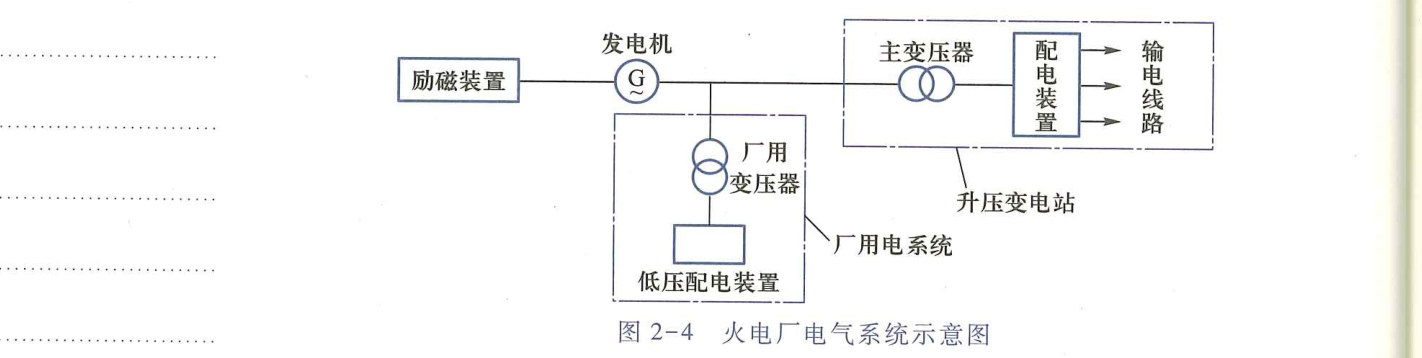 励磁装置
发电机
G
~
主变压器
配电装置
输电线路
升压变电站
厂用
变压器
低压配电装置
厂用电系统
图 2-4 火电厂电气系统示意图